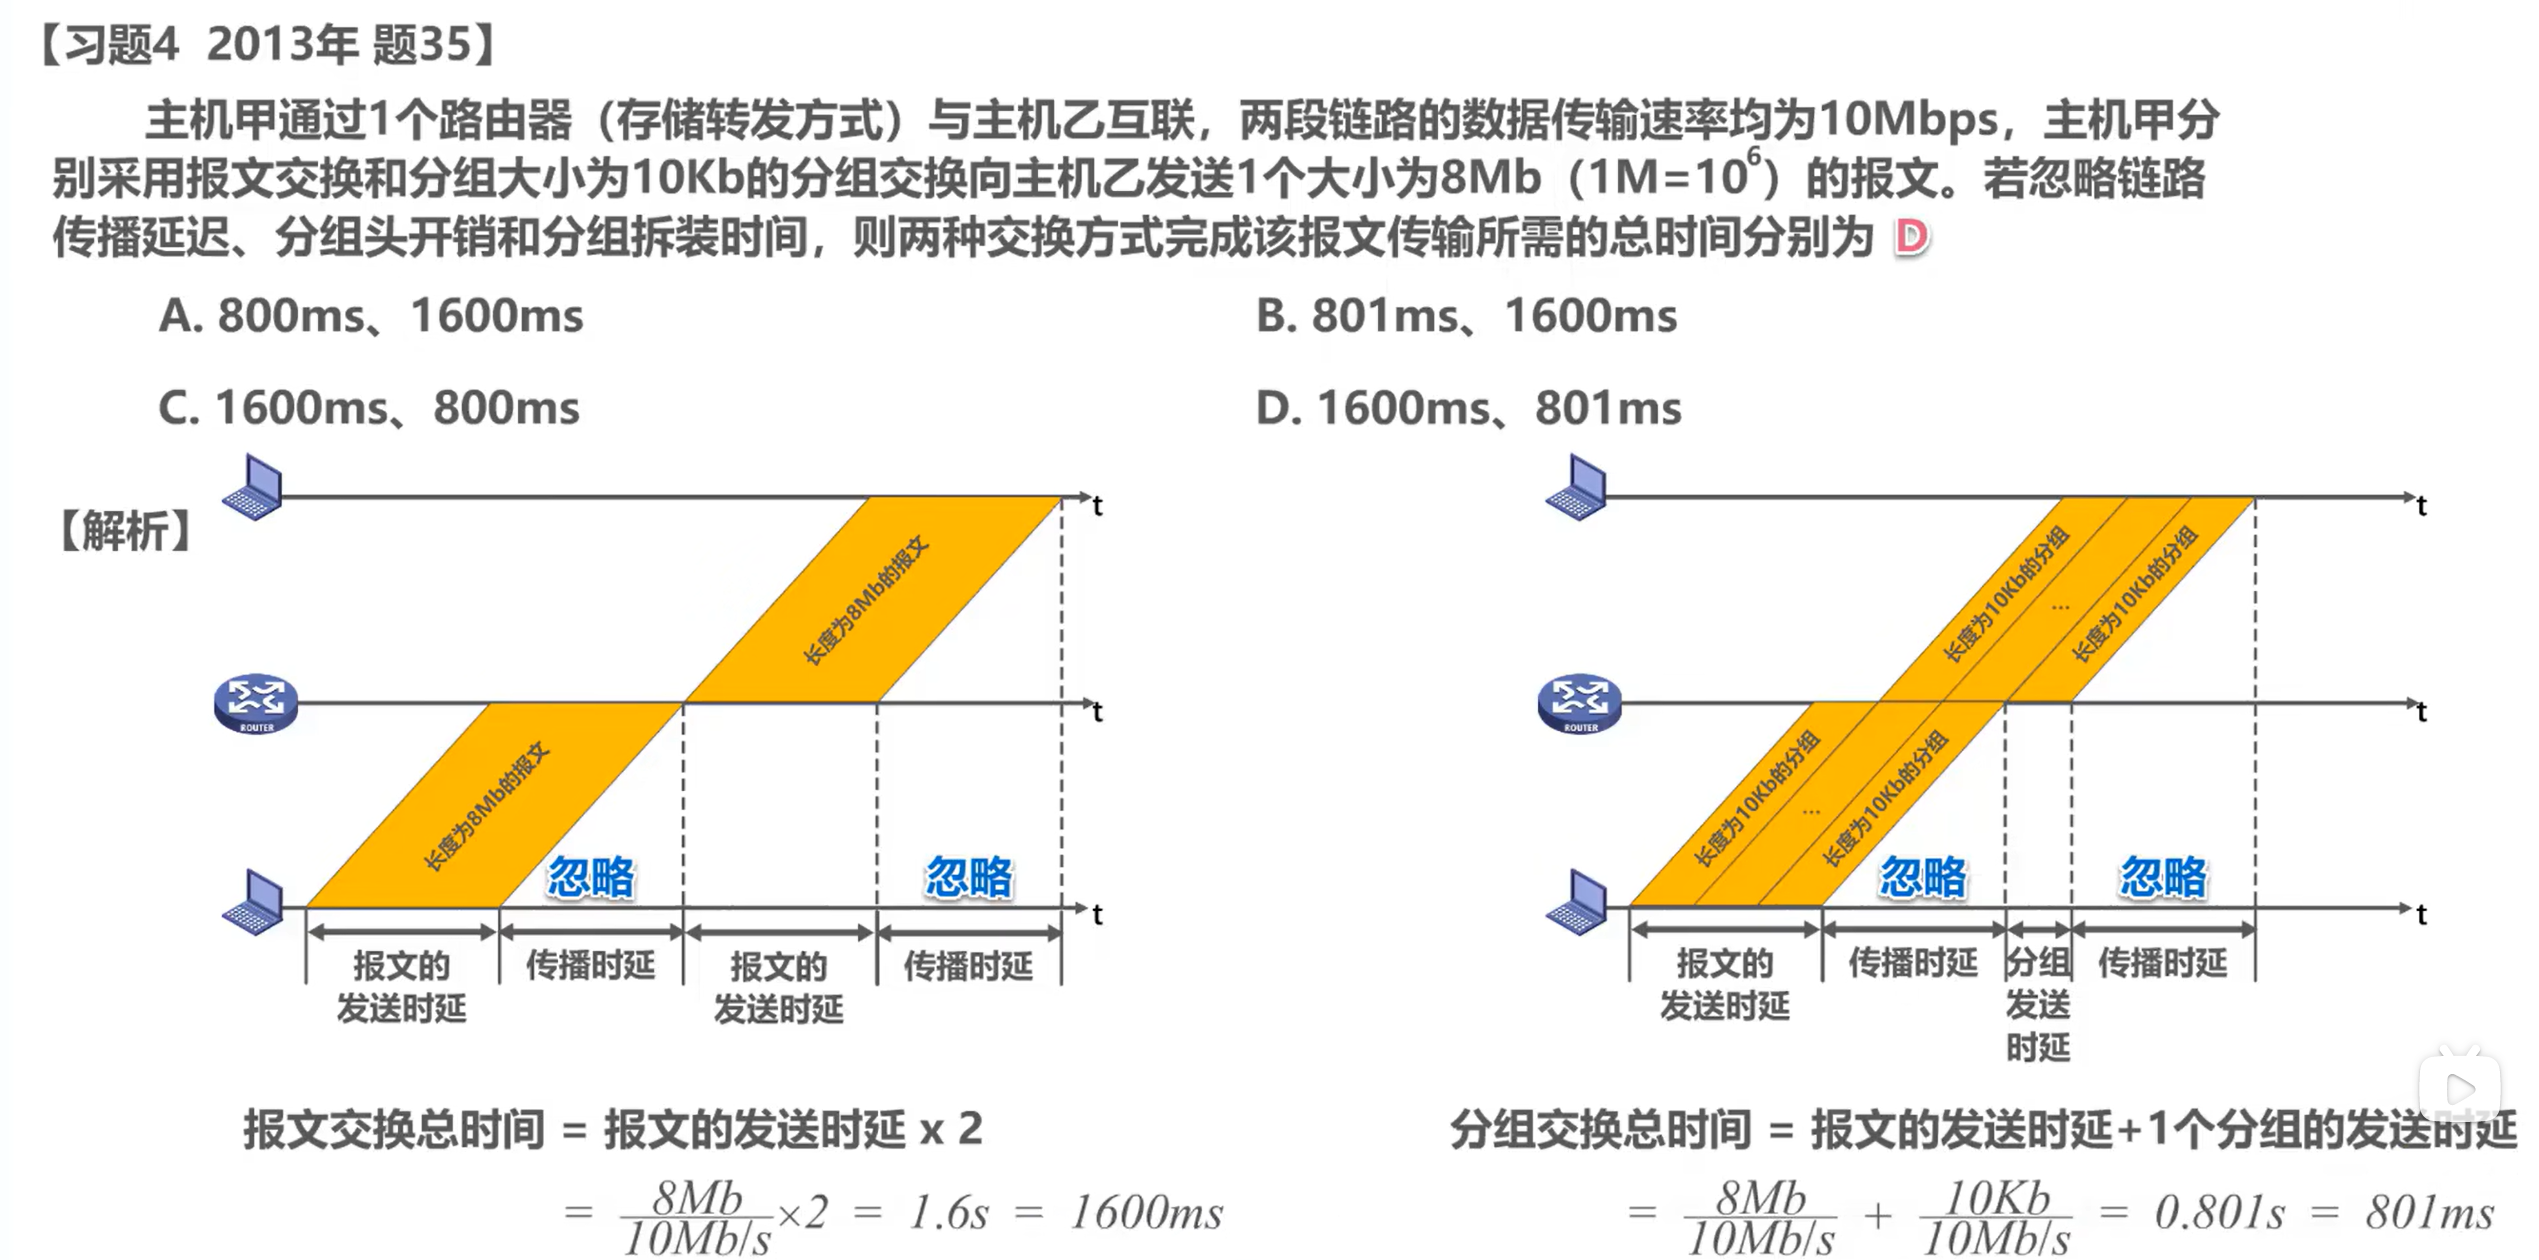 【习题4 2013年 题35】
主机甲通过1个路由器（存储转发方式）与主机乙互联，两段链路的数据传输速率均为10Mbps，主机甲分
别采用报文交换和分组大小为10Kb的分组交换向主机乙发送1个大小为8Mb（1M=10⁶）的报文。若忽略链路
传播延迟、分组头开销和分组拆装时间，则两种交换方式完成该报文传输所需的总时间分别为 D
A. 800ms、1600ms
B. 801ms、1600ms
C. 1600ms、800ms
D. 1600ms、801ms
【解析】
t
长度为8Mb的报文
ROUTER
t
长度为8Mb的报文
忽略
忽略
t
报文的
发送时延
传播时延
报文的
发送时延
传播时延
报文交换总时间 = 报文的发送时延 x 2
= 8Mb/10Mb/s ×2 = 1.6s = 1600ms
t
长度为10Kb的分组
...
长度为10Kb的分组
ROUTER
t
长度为10Kb的分组
...
长度为10Kb的分组
忽略
忽略
t
报文的
发送时延
传播时延
分组
发送
时延
传播时延
分组交换总时间 = 报文的发送时延+1个分组的发送时延
= 8Mb/10Mb/s + 10Kb/10Mb/s = 0.801s = 801ms